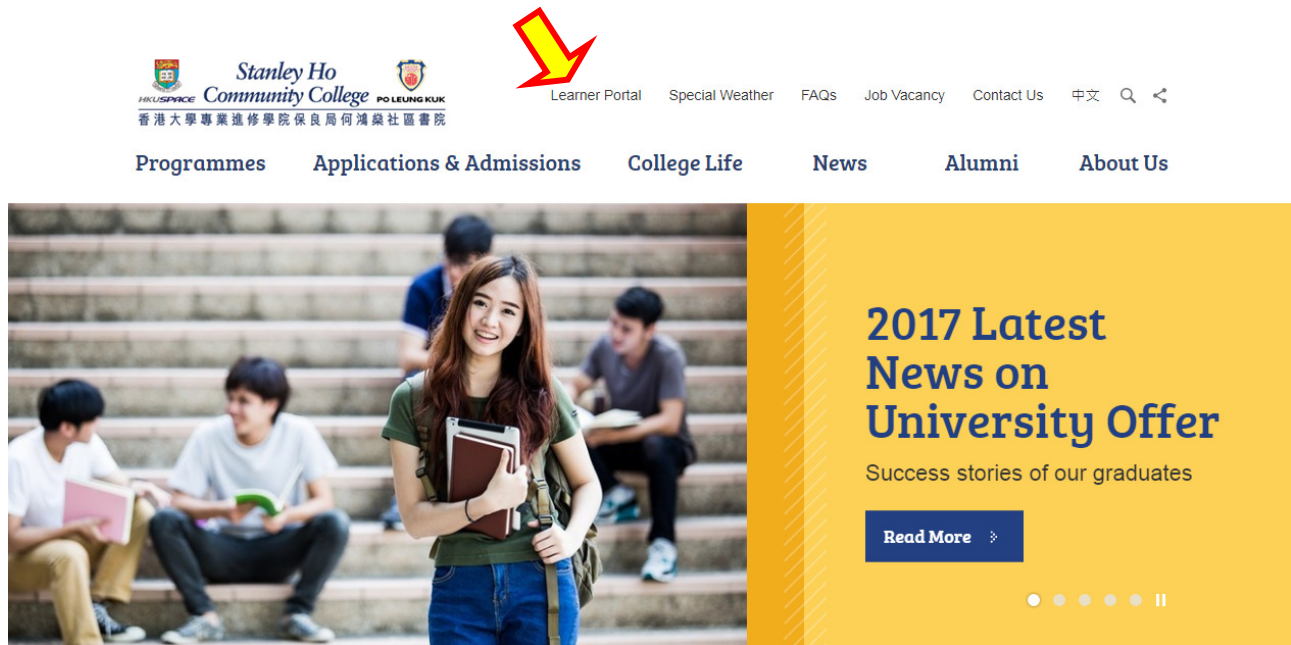 Stanley Ho
HKUSPACE Community College PO LEUNG KUK
香港大學專業進修學院保良局何鴻燊社區書院
Learner Portal Special Weather FAQs Job Vacancy Contact Us 中文
Programmes Applications & Admissions College Life News Alumni About Us
2017 Latest
News on
University Offer
Success stories of our graduates
Read More